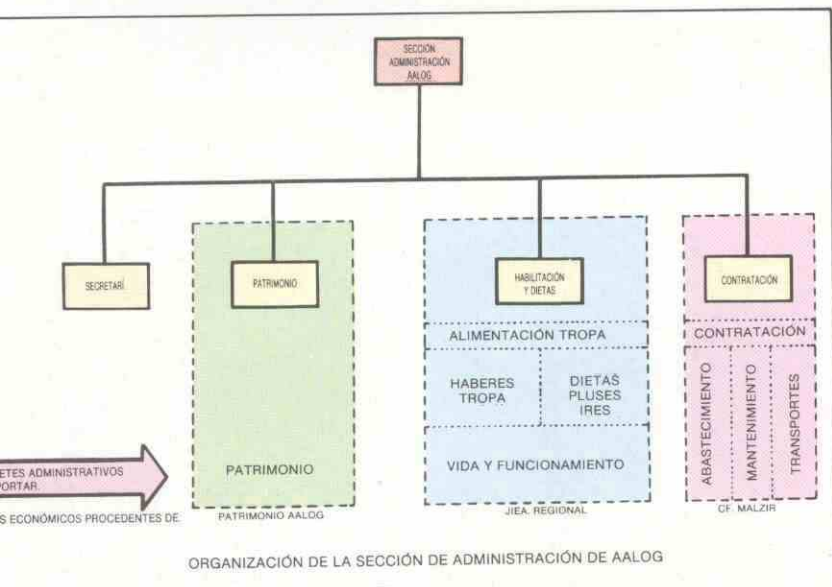 SECCIÓN
ADMINISTRACIÓN
AALOG
SECRETARÍ
PATRIMONIO
HABILITACIÓN
Y DIETAS
CONTRATACIÓN
ALIMENTACIÓN TROPA
HABERES
TROPA
DIETAS
PLUSES
IRES
VIDA Y FUNCIONAMIENTO
CONTRATACIÓN
ABASTECIMIENTO
MANTENIMIENTO
TRANSPORTES
PATRIMONIO
ETES ADMINISTRATIVOS
PORTAR.
S ECONÓMICOS PROCEDENTES DE:
PATRIMONIO AALOG
JIEA. REGIONAL
CF. MALZIR
ORGANIZACIÓN DE LA SECCIÓN DE ADMINISTRACIÓN DE AALOG